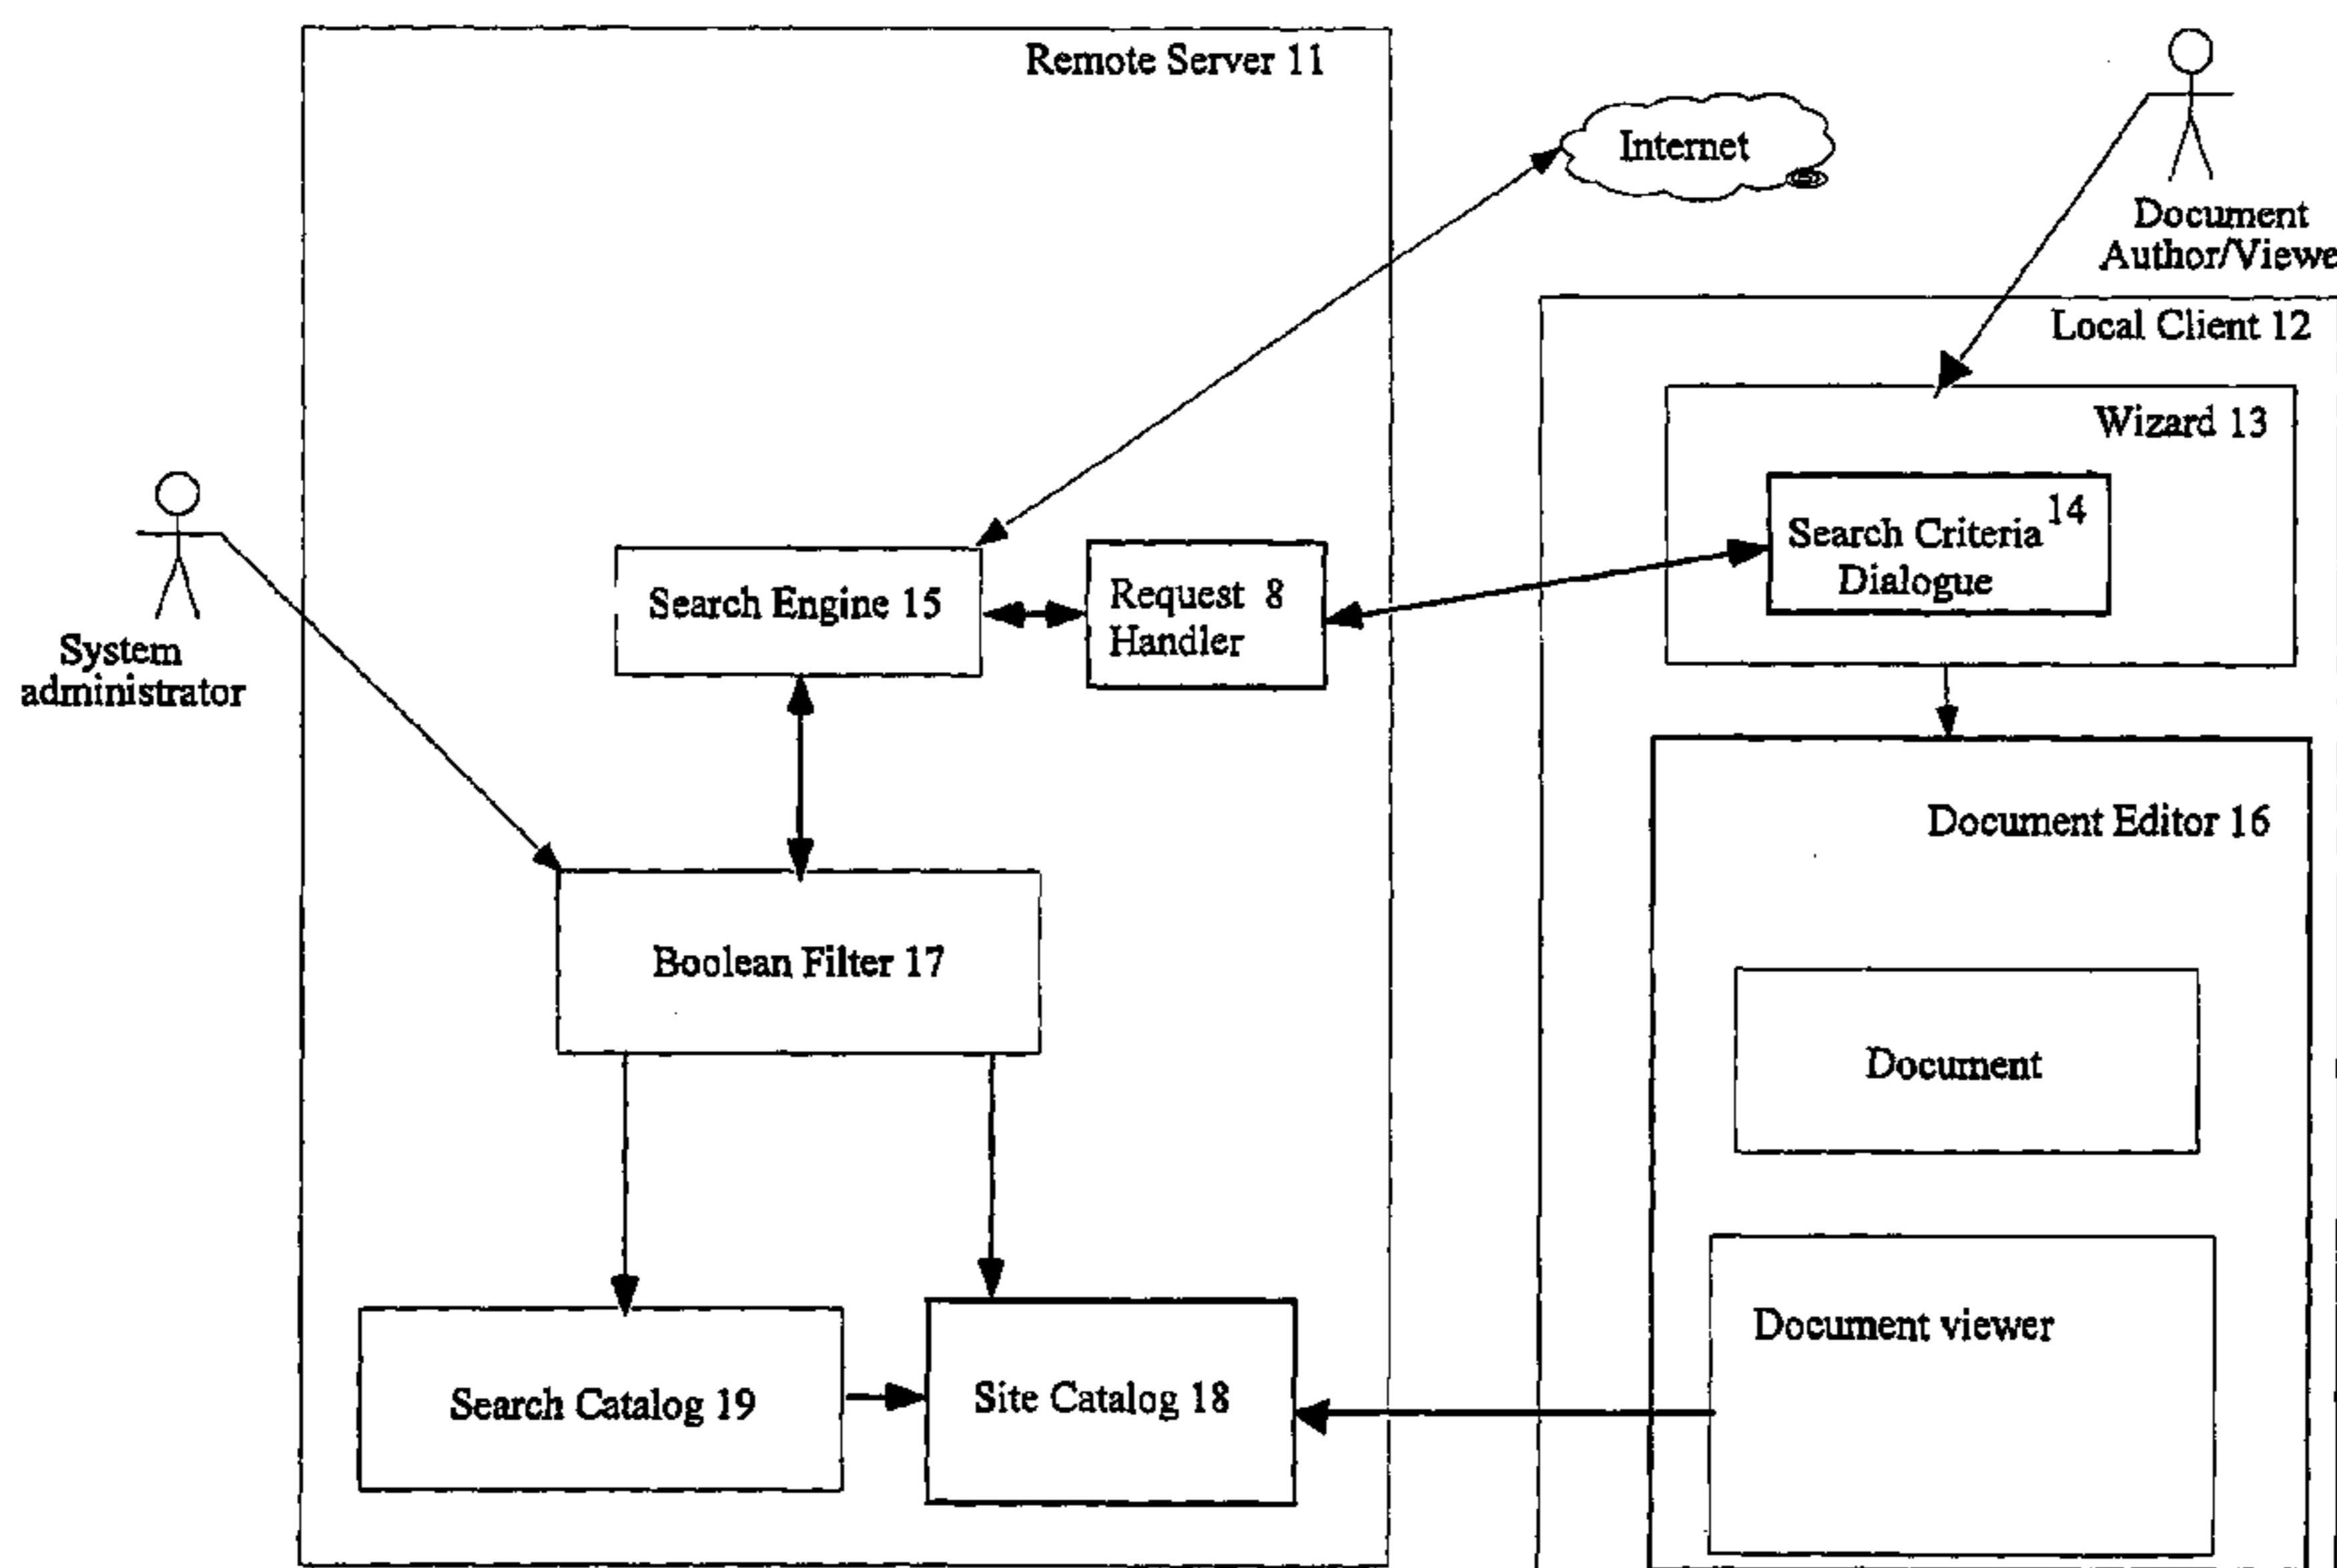 Remote Server 11
Internet
Document
Author/Viewe
Local Client 12
Wizard 13
14
Search Criteria
Dialogue
System
administrator
Search Engine 15
Request 8
Handler
Document Editor 16
Boolean Filter 17
Document
Document viewer
Search Catalog 19
Site Catalog 18